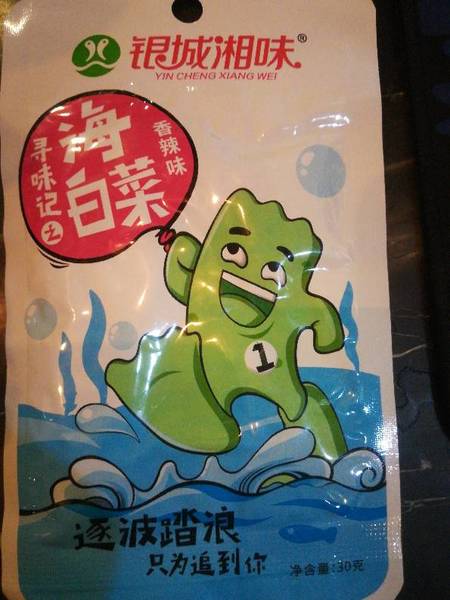 银城湘味®
YIN CHENG XIANG WEI
寻味记之
海白菜
香辣味
1
逐波踏浪
只为追到你
净含量:30克